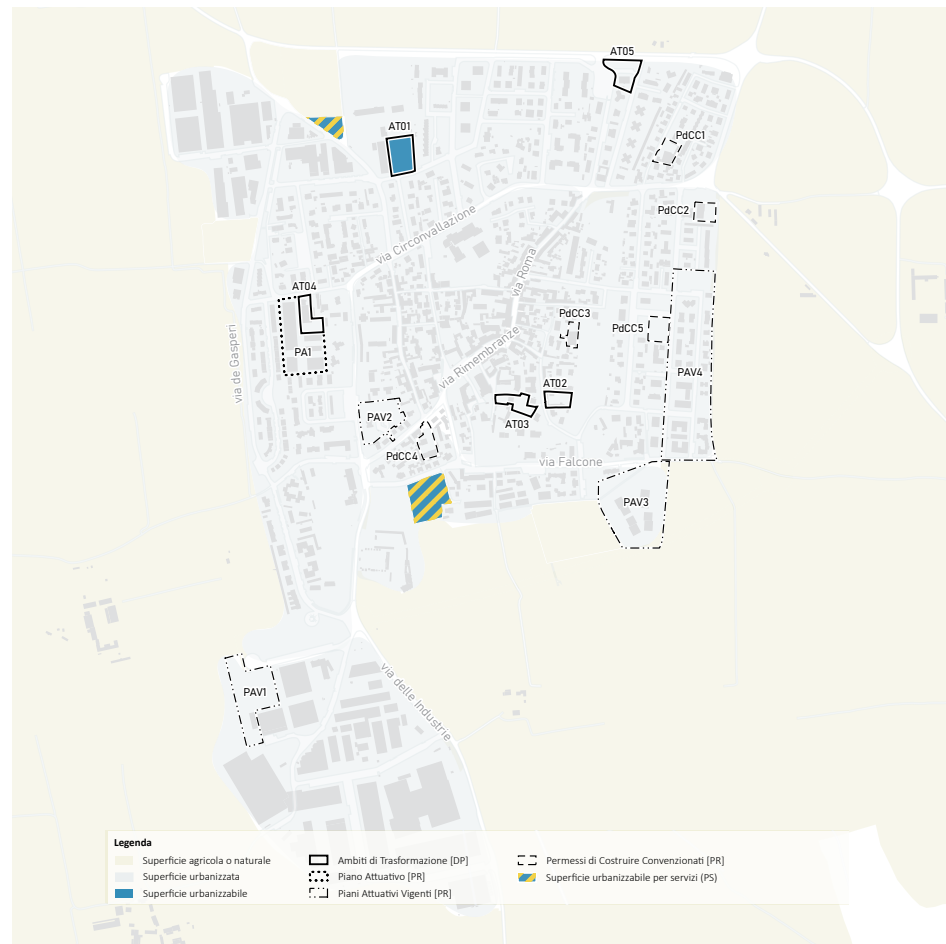 AT05
AT01
PdCC1
PdCC2
via Circonvallazione
via Roma
AT04
PdCC3
PdCC5
via de Gasperi
PA1
via Rimembranze
PAV4
AT02
PAV2
AT03
PdCC4
via Falcone
PAV3
PAV1
via delle Industrie
Legenda
Superficie agricola o naturale
Superficie urbanizzata
Superficie urbanizzabile
Ambiti di Trasformazione [DP]
Piano Attuativo [PR]
Piani Attuativi Vigenti [PR]
Permessi di Costruire Convenzionati [PR]
Superficie urbanizzabile per servizi (PS)